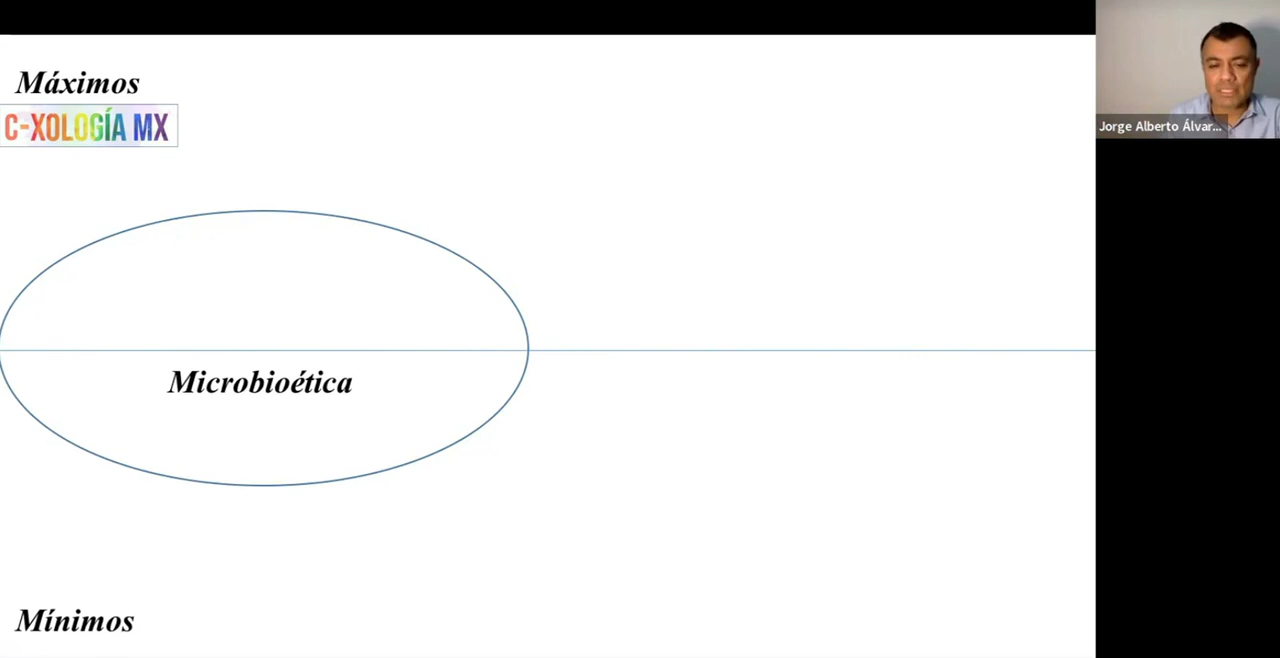 Máximos
C-XOLOGÍA MX
Jorge Alberto Álvar...
Microbioética
Mínimos